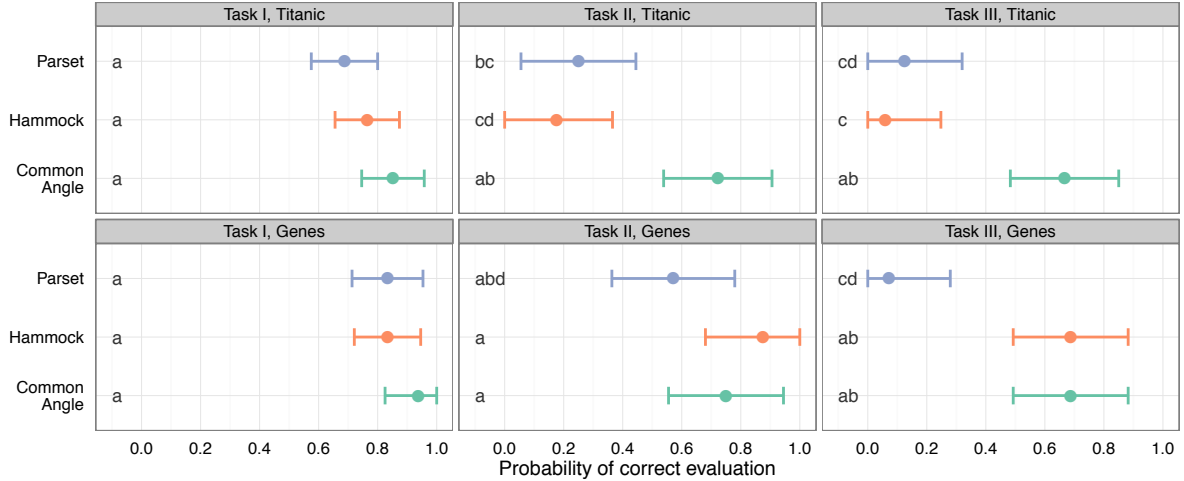 Task I, Titanic
Task II, Titanic
Task III, Titanic
Parset
a
bc
cd
Hammock
a
cd
c
Common
Angle
a
ab
ab
Task I, Genes
Task II, Genes
Task III, Genes
Parset
a
abd
cd
Hammock
a
a
ab
Common
Angle
a
a
ab
0.0 0.2 0.4 0.6 0.8 1.0
0.0 0.2 0.4 0.6 0.8 1.0
0.0 0.2 0.4 0.6 0.8 1.0
Probability of correct evaluation